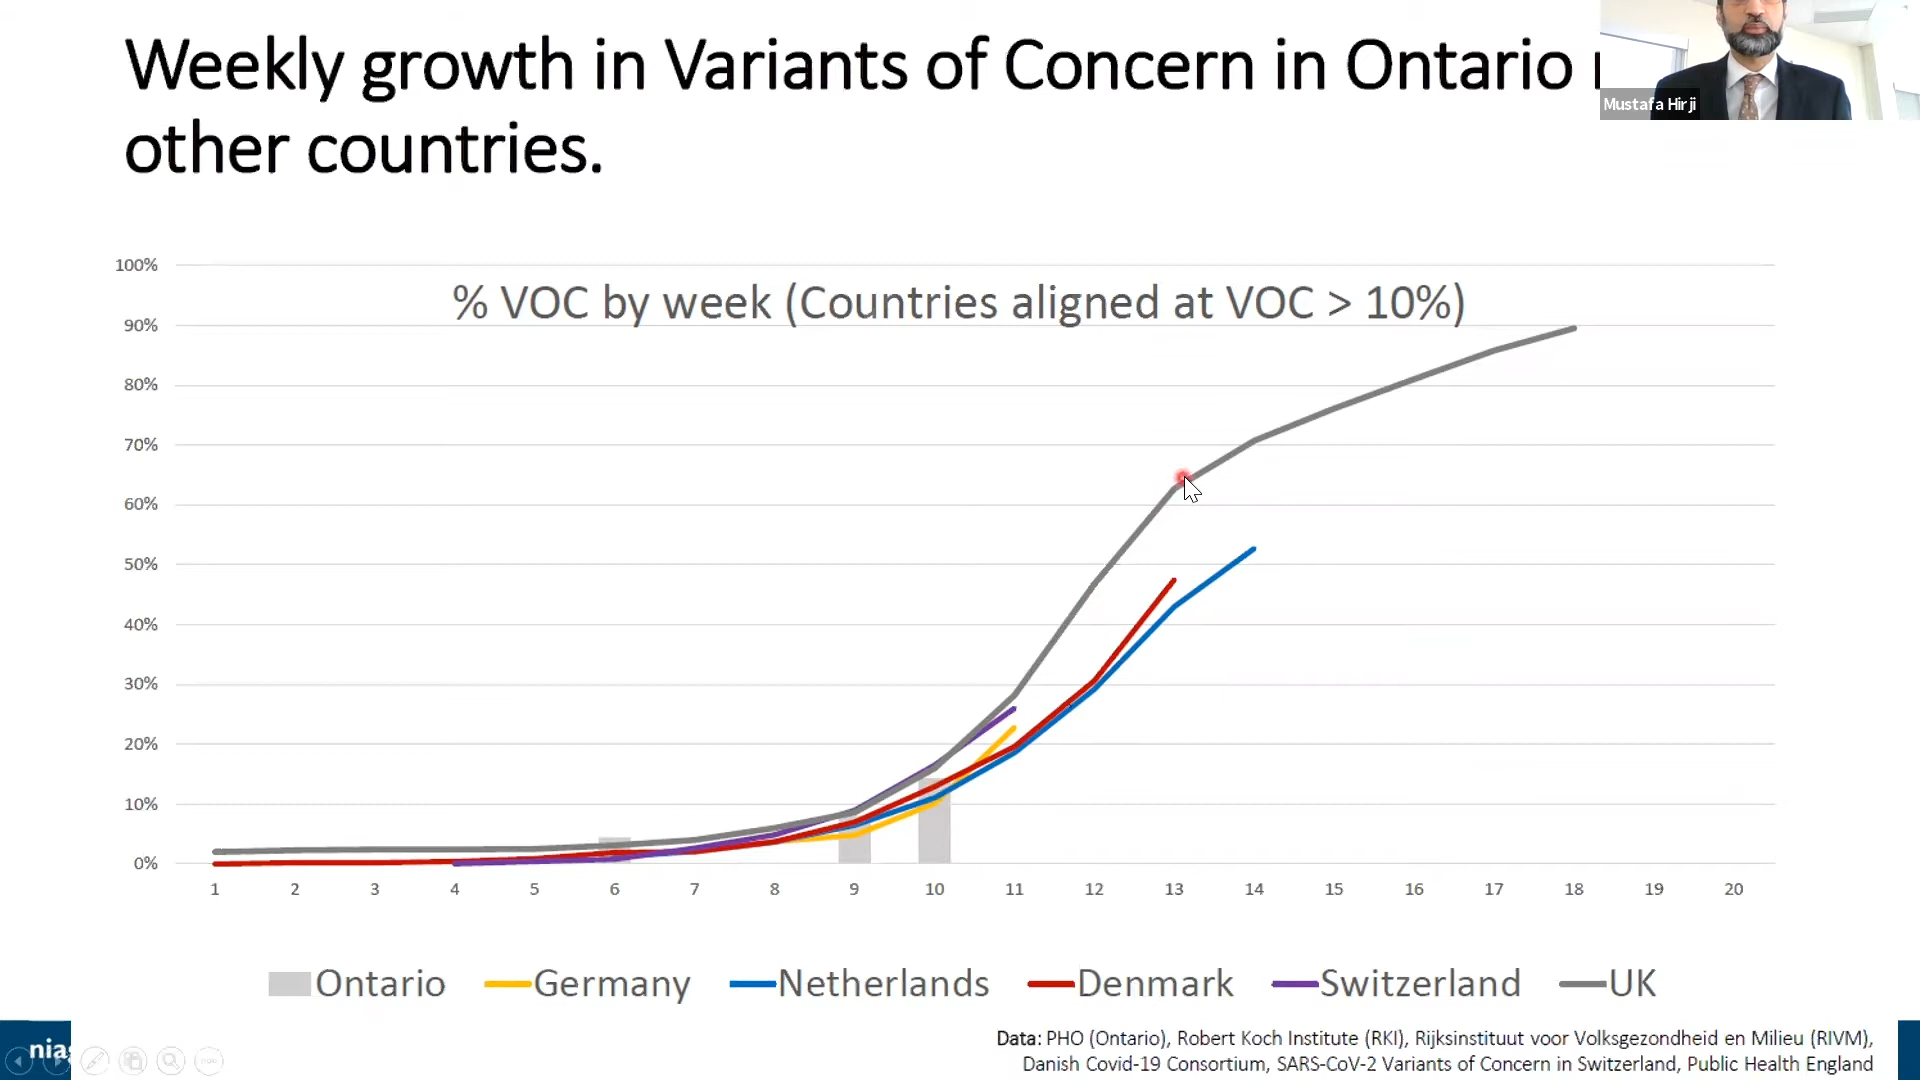 Weekly growth in Variants of Concern in Ontario
other countries.
Mustafa Hirji
% VOC by week (Countries aligned at VOC > 10%)
100%
90%
80%
70%
60%
50%
40%
30%
20%
10%
0%
1 2 3 4 5 6 7 8 9 10 11 12 13 14 15 16 17 18 19 20
Ontario Germany Netherlands Denmark Switzerland UK
Data: PHO (Ontario), Robert Koch Institute (RKI), Rijksinstituut voor Volksgezondheid en Milieu (RIVM),
Danish Covid-19 Consortium, SARS-CoV-2 Variants of Concern in Switzerland, Public Health England